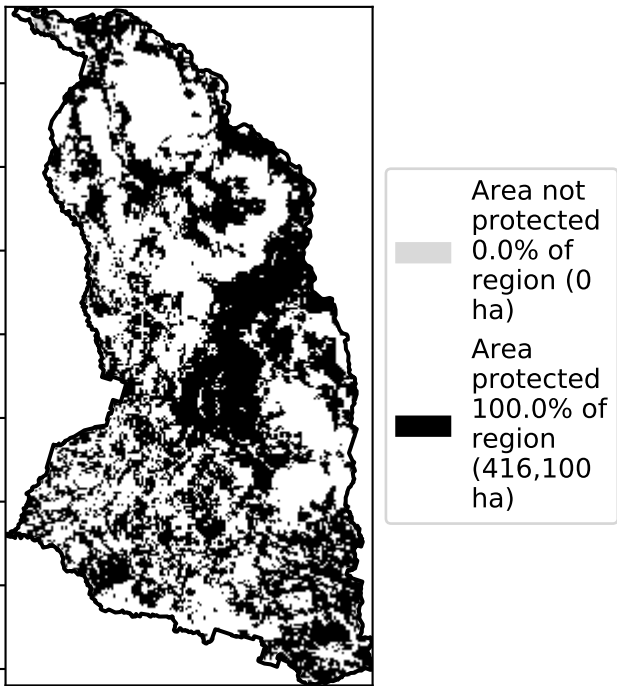 Area not
protected
0.0% of
region (0
ha)
Area
protected
100.0% of
region
(416,100
ha)